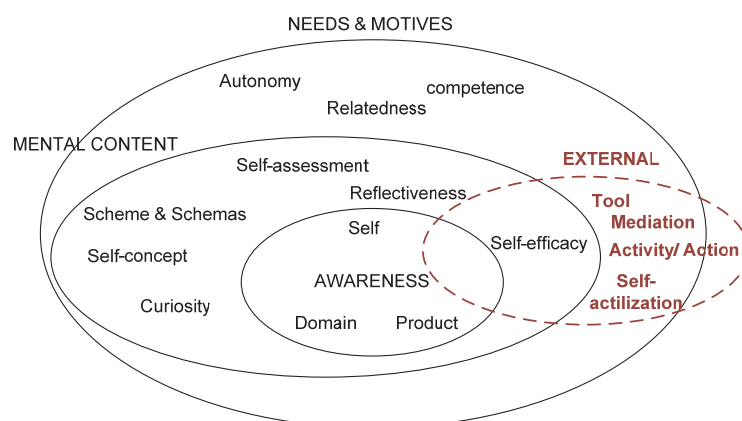 NEEDS & MOTIVES
Autonomy
competence
Relatedness
MENTAL CONTENT
EXTERNAL
Self-assessment
Reflectiveness
Tool
Mediation
Scheme & Schemas
Self
Self-concept
Self-efficacy
Activity/ Action
AWARENESS
Self-
actilization
Curiosity
Domain
Product